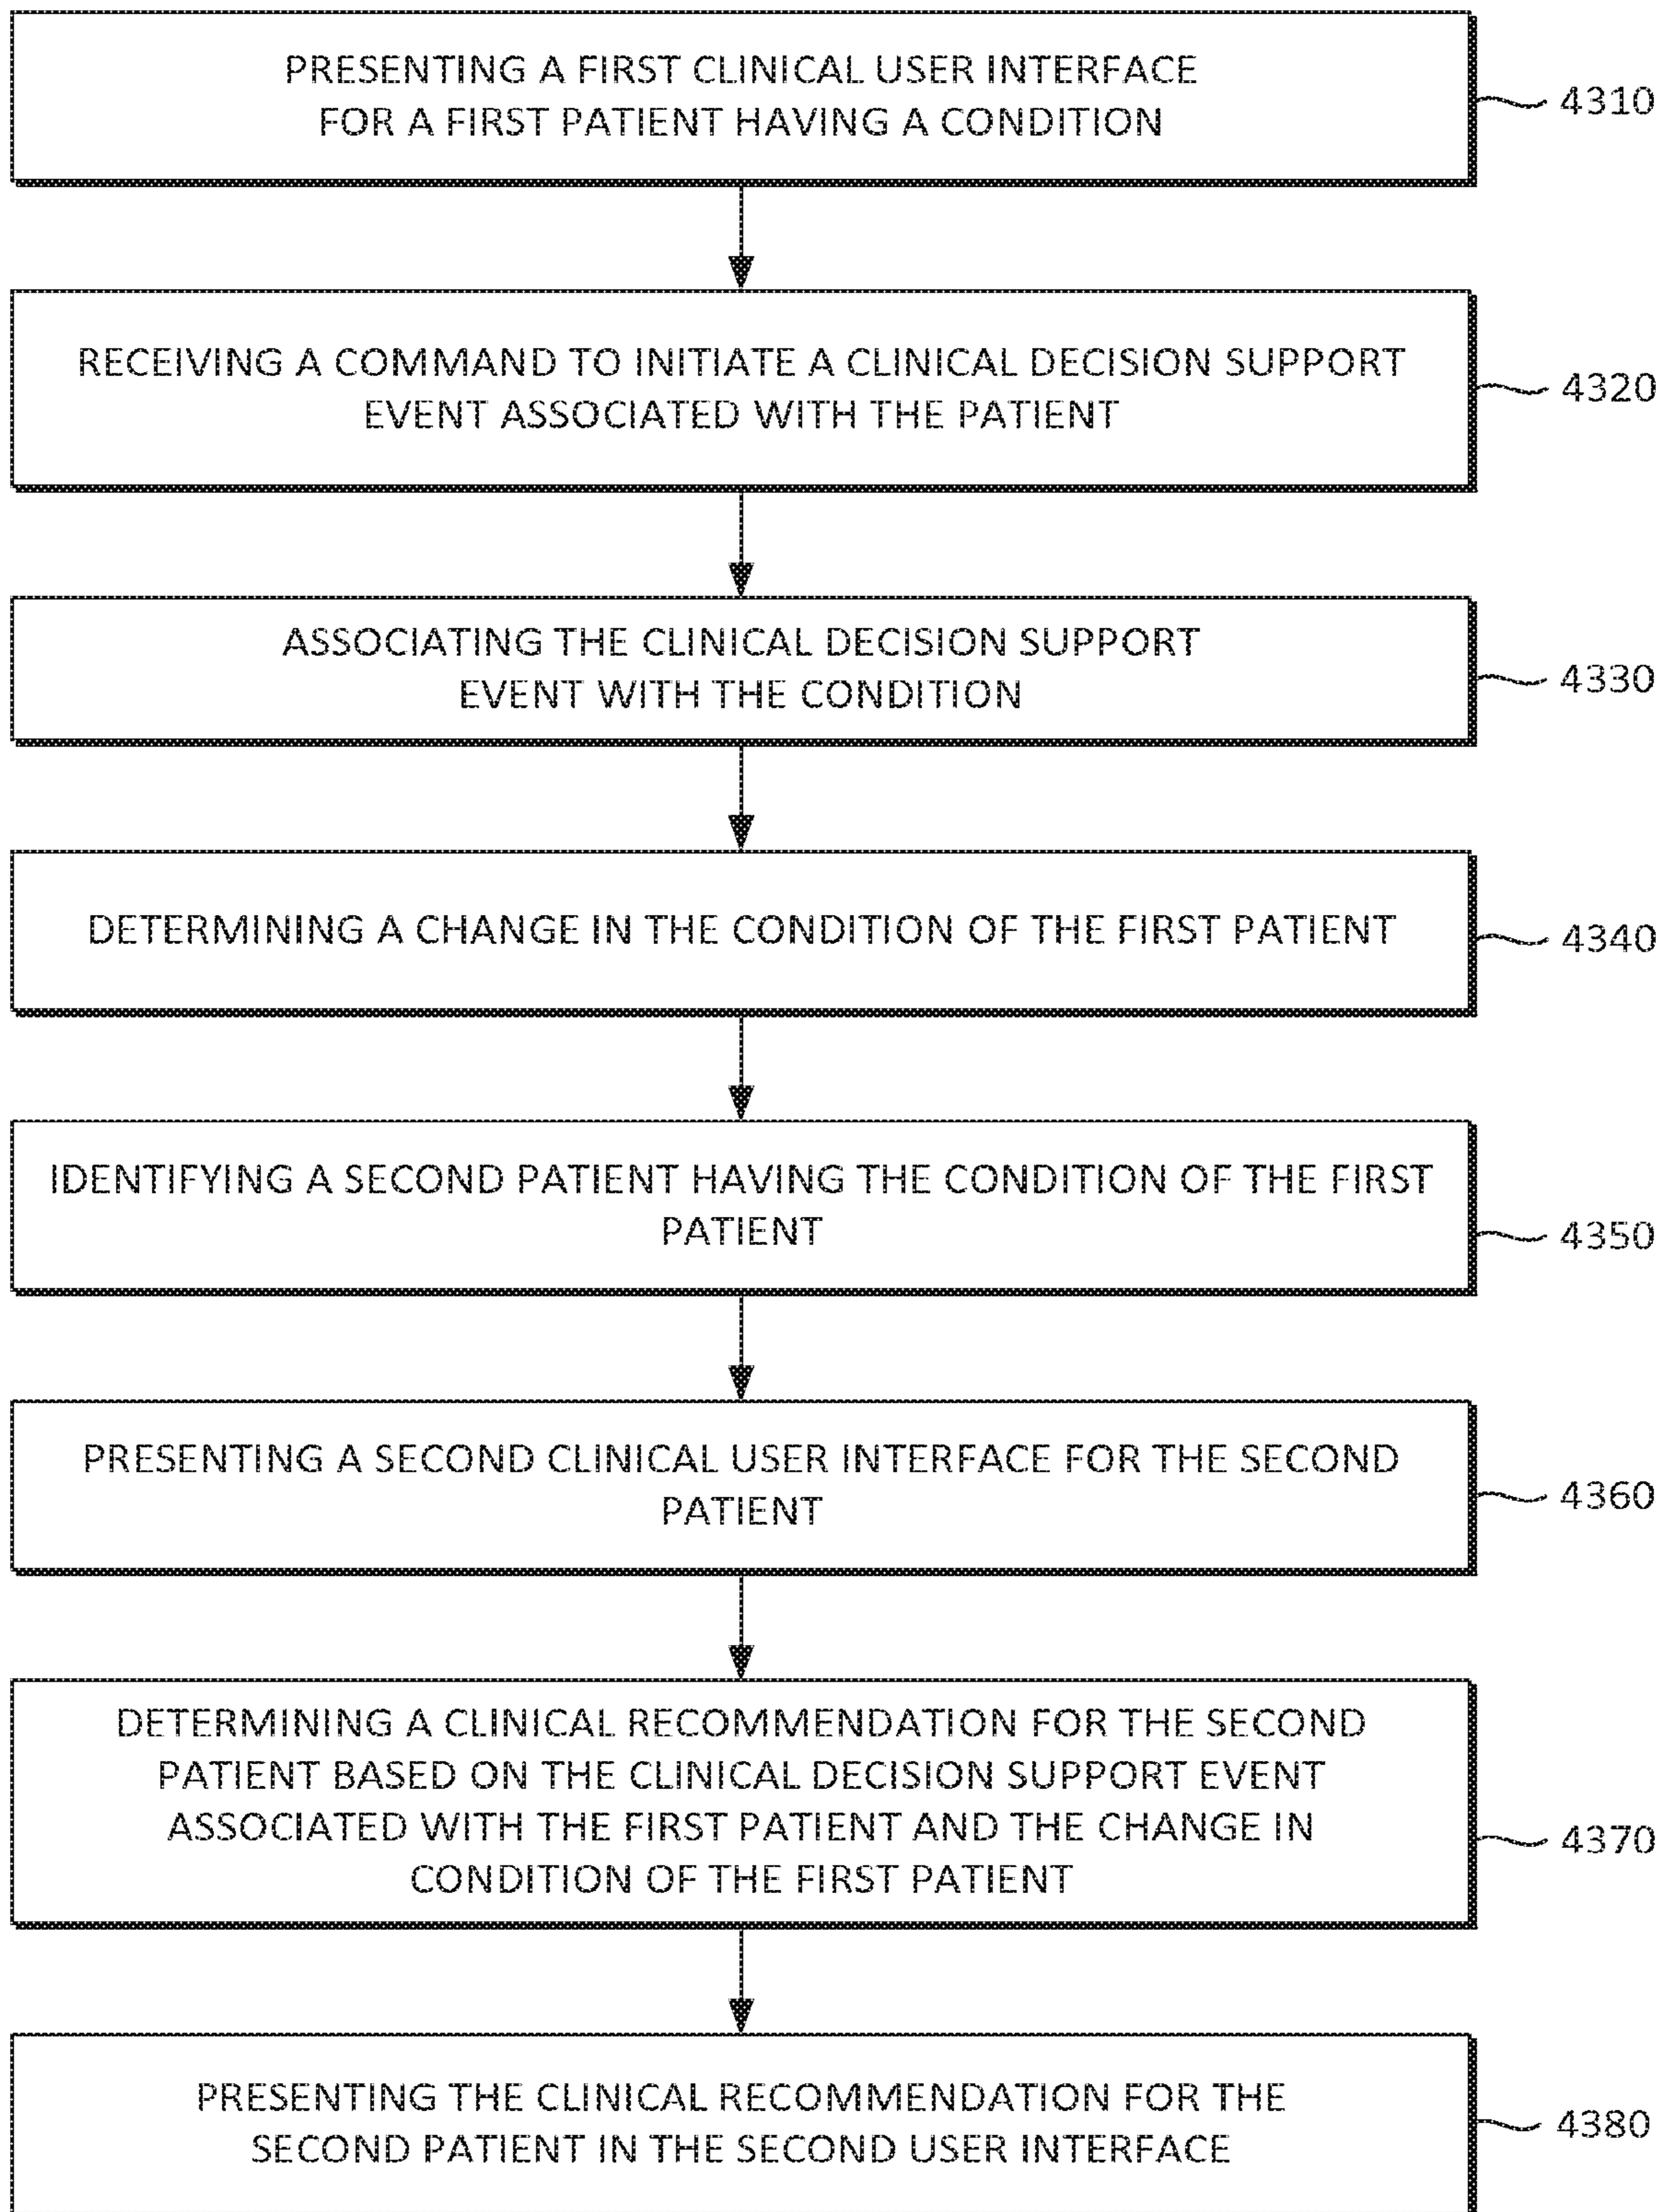 PRESENTING A FIRST CLINICAL USER INTERFACE
FOR A FIRST PATIENT HAVING A CONDITION
4310
RECEIVING A COMMAND TO INITIATE A CLINICAL DECISION SUPPORT
EVENT ASSOCIATED WITH THE PATIENT
4320
ASSOCIATING THE CLINICAL DECISION SUPPORT
EVENT WITH THE CONDITION
4330
DETERMINING A CHANGE IN THE CONDITION OF THE FIRST PATIENT
4340
IDENTIFYING A SECOND PATIENT HAVING THE CONDITION OF THE FIRST
PATIENT
4350
PRESENTING A SECOND CLINICAL USER INTERFACE FOR THE SECOND
PATIENT
4360
DETERMINING A CLINICAL RECOMMENDATION FOR THE SECOND
PATIENT BASED ON THE CLINICAL DECISION SUPPORT EVENT
ASSOCIATED WITH THE FIRST PATIENT AND THE CHANGE IN
CONDITION OF THE FIRST PATIENT
4370
PRESENTING THE CLINICAL RECOMMENDATION FOR THE
SECOND PATIENT IN THE SECOND USER INTERFACE
4380